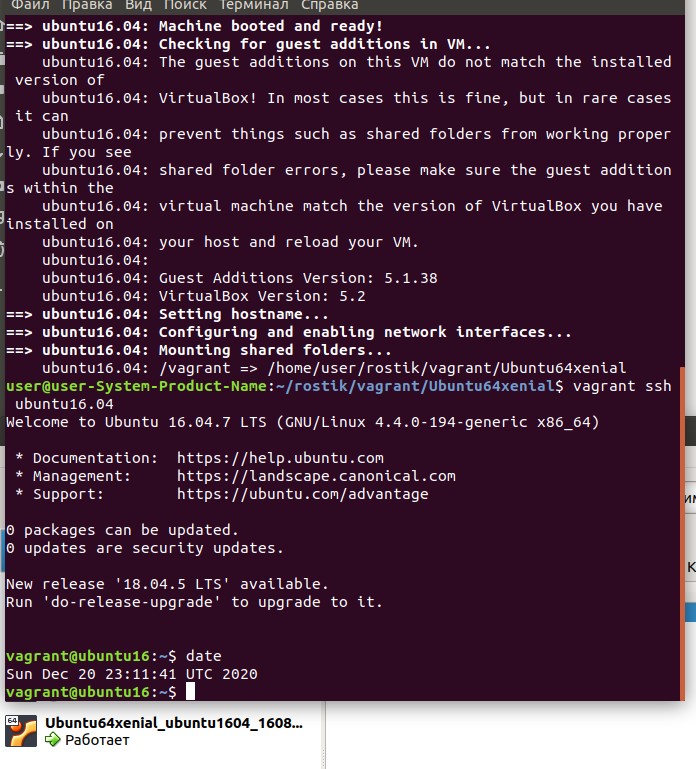 Файл Правка Вид Поиск Терминал Справка
==> ubuntu16.04: Machine booted and ready!
==> ubuntu16.04: Checking for guest additions in VM...
    ubuntu16.04: The guest additions on this VM do not match the installed
 version of
    ubuntu16.04: VirtualBox! In most cases this is fine, but in rare cases
 it can
    ubuntu16.04: prevent things such as shared folders from working proper
ly. If you see
    ubuntu16.04: shared folder errors, please make sure the guest addition
s within the
    ubuntu16.04: virtual machine match the version of VirtualBox you have
installed on
    ubuntu16.04: your host and reload your VM.
    ubuntu16.04:
    ubuntu16.04: Guest Additions Version: 5.1.38
    ubuntu16.04: VirtualBox Version: 5.2
==> ubuntu16.04: Setting hostname...
==> ubuntu16.04: Configuring and enabling network interfaces...
==> ubuntu16.04: Mounting shared folders...
    ubuntu16.04: /vagrant => /home/user/rostik/vagrant/Ubuntu64xenial
user@user-System-Product-Name:~/rostik/vagrant/Ubuntu64xenial$ vagrant ssh
 ubuntu16.04
Welcome to Ubuntu 16.04.7 LTS (GNU/Linux 4.4.0-194-generic x86_64)

 * Documentation:  https://help.ubuntu.com
 * Management:     https://landscape.canonical.com
 * Support:        https://ubuntu.com/advantage

0 packages can be updated.
0 updates are security updates.

New release '18.04.5 LTS' available.
Run 'do-release-upgrade' to upgrade to it.

vagrant@ubuntu16:~$ date
Sun Dec 20 23:11:41 UTC 2020
vagrant@ubuntu16:~$
64
Ubuntu64xenial_ubuntu1604_1608...
Работает